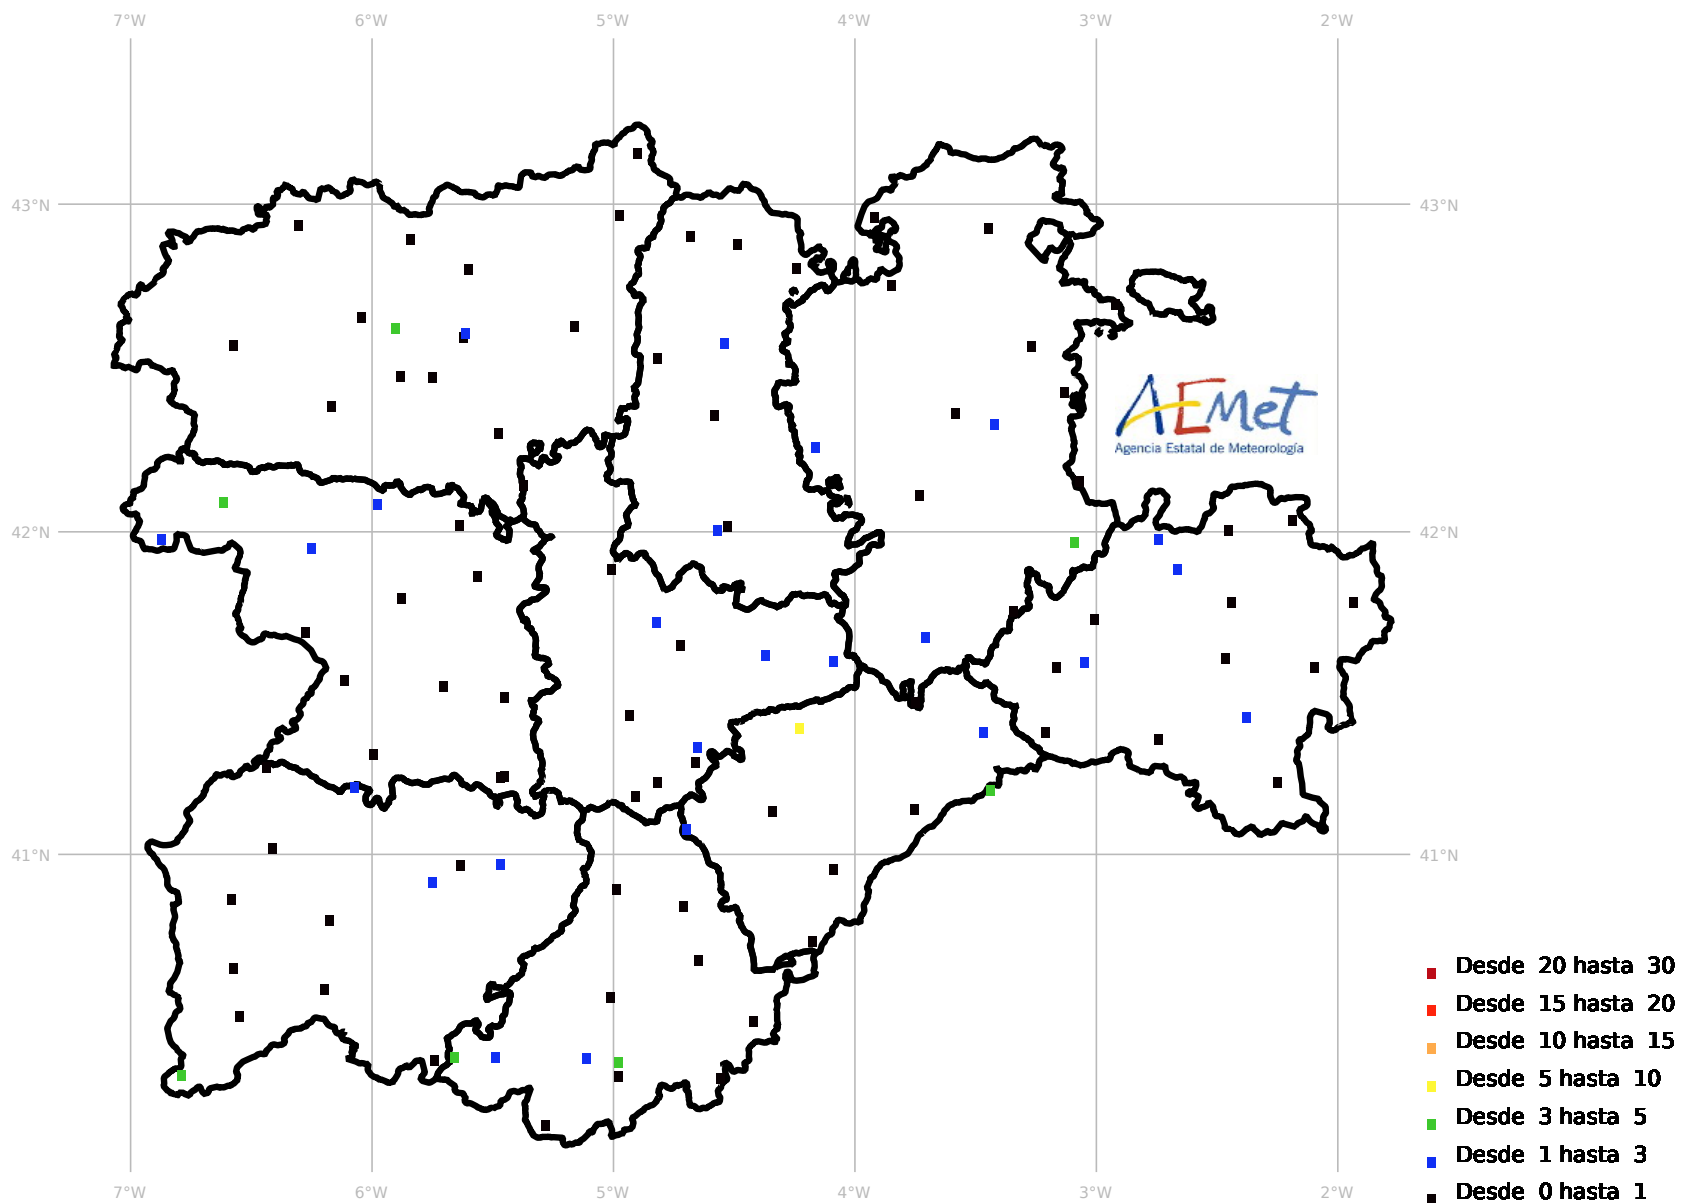 7°W 6°W 5°W 4°W 3°W 2°W
43°N 43°N
AEMet
Agencia Estatal de Meteorología
42°N 42°N
41°N 41°N
Desde 20 hasta 30
Desde 15 hasta 20
Desde 10 hasta 15
Desde 5 hasta 10
Desde 3 hasta 5
Desde 1 hasta 3
Desde 0 hasta 1
7°W 6°W 5°W 4°W 3°W 2°W